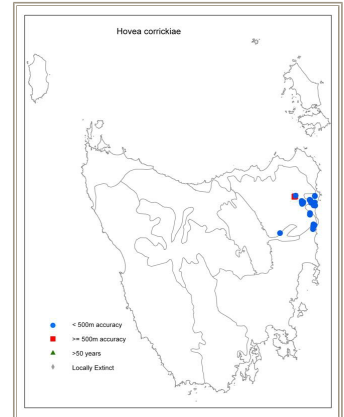 Hovea corrickiae
< 500m accuracy
>= 500m accuracy
>50 years
Locally Extinct